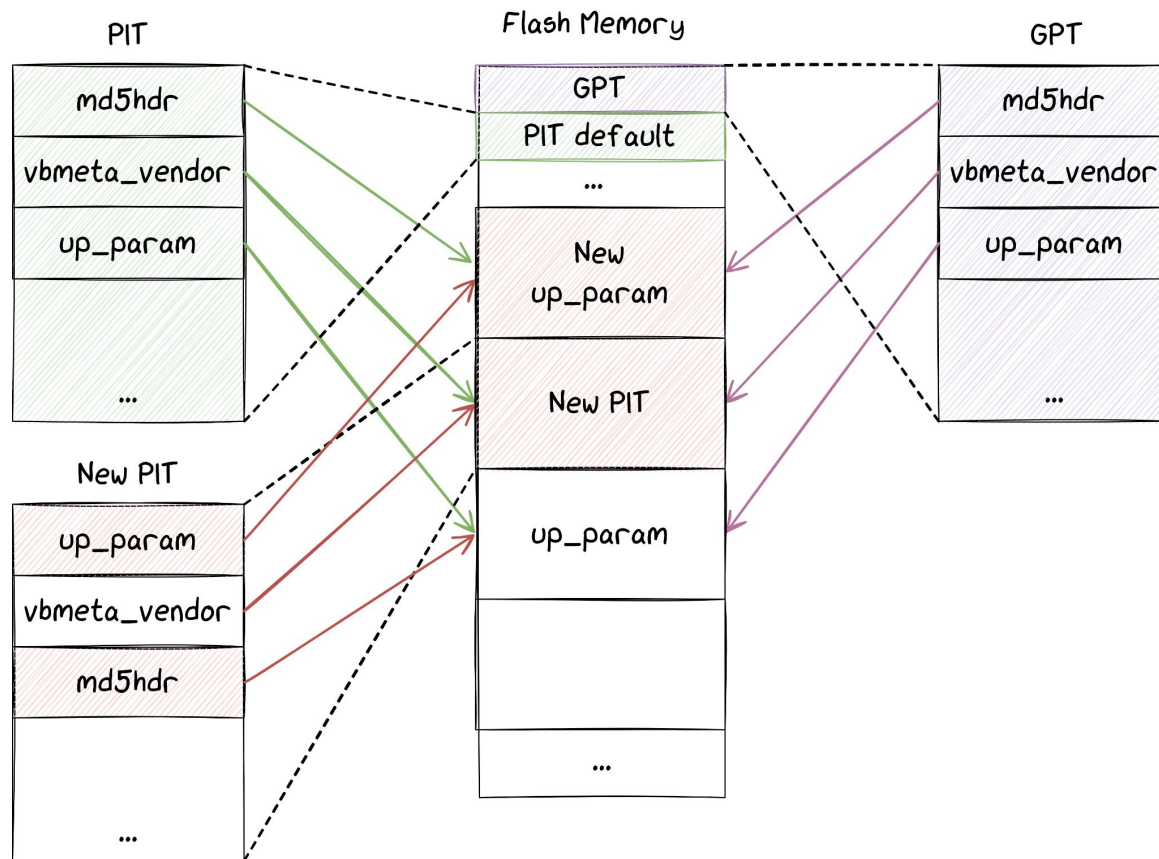 PIT
md5hdr
vbmeta_vendor
up_param
...
New PIT
up_param
vbmeta_vendor
md5hdr
...
Flash Memory
GPT
PIT default
...
New
up_param
New PIT
up_param
...
GPT
md5hdr
vbmeta_vendor
up_param
...